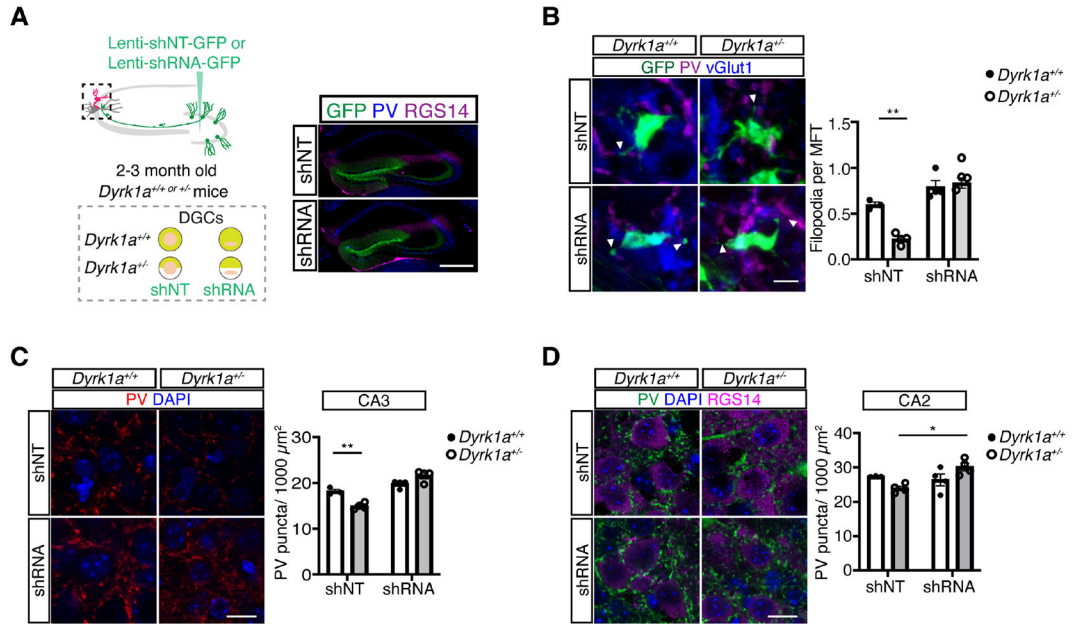 A
Lenti-shNT-GFP or
Lenti-shRNA-GFP
2-3 month old
Dyrk1a+/+ or +/- mice
DGCs
Dyrk1a+/+
Dyrk1a+/-
shNT shRNA
GFP PV RGS14
shNT
shRNA
B
Dyrk1a+/+ Dyrk1a+/-
GFP PV vGlut1
shNT
shRNA
Dyrk1a+/+
Dyrk1a+/-
Filopodia per MFT
1.5
1.0
0.5
0.0
**
shNT shRNA
C
Dyrk1a+/+ Dyrk1a+/-
PV DAPI
shNT
shRNA
CA3
Dyrk1a+/+
Dyrk1a+/-
PV puncta/ 1000 µm²
30
20
10
0
**
shNT shRNA
D
Dyrk1a+/+ Dyrk1a+/-
PV DAPI RGS14
shNT
shRNA
CA2
Dyrk1a+/+
Dyrk1a+/-
PV puncta/ 1000 µm²
40
30
20
10
0
*
shNT shRNA